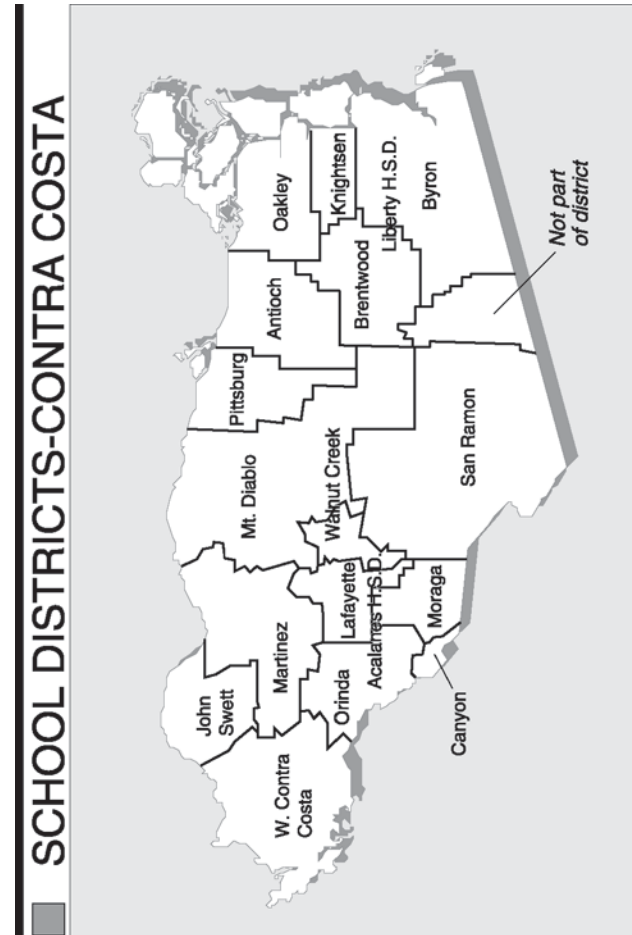 SCHOOL DISTRICTS-CONTRA COSTA
John
Swett
W. Contra
Costa
Martinez
Mt. Diablo
Pittsburg
Antioch
Oakley
Knightsen
Orinda
Lafayette
Walnut Creek
Brentwood
Liberty H.S.D.
Acalanes H.S.D.
Byron
Moraga
San Ramon
Canyon
Not part
of district